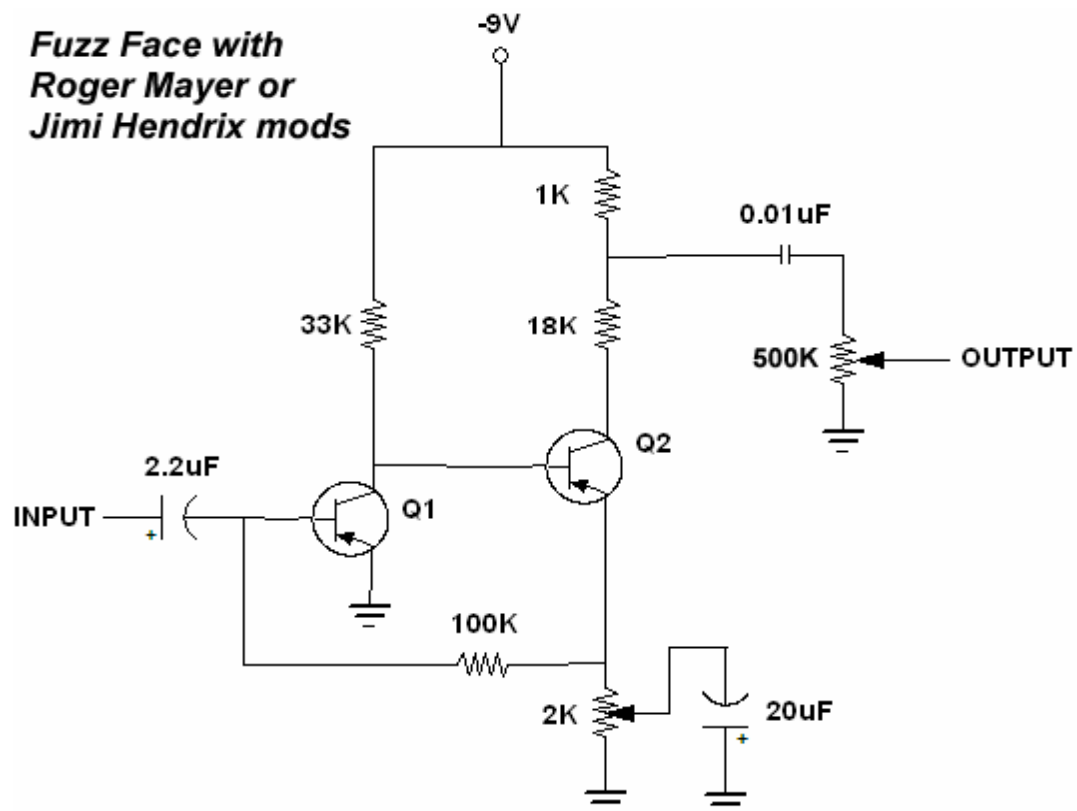 Fuzz Face with
Roger Mayer or
Jimi Hendrix mods
-9V
1K
0.01uF
33K
18K
500K
OUTPUT
Q2
2.2uF
INPUT
+
Q1
100K
2K
20uF
+